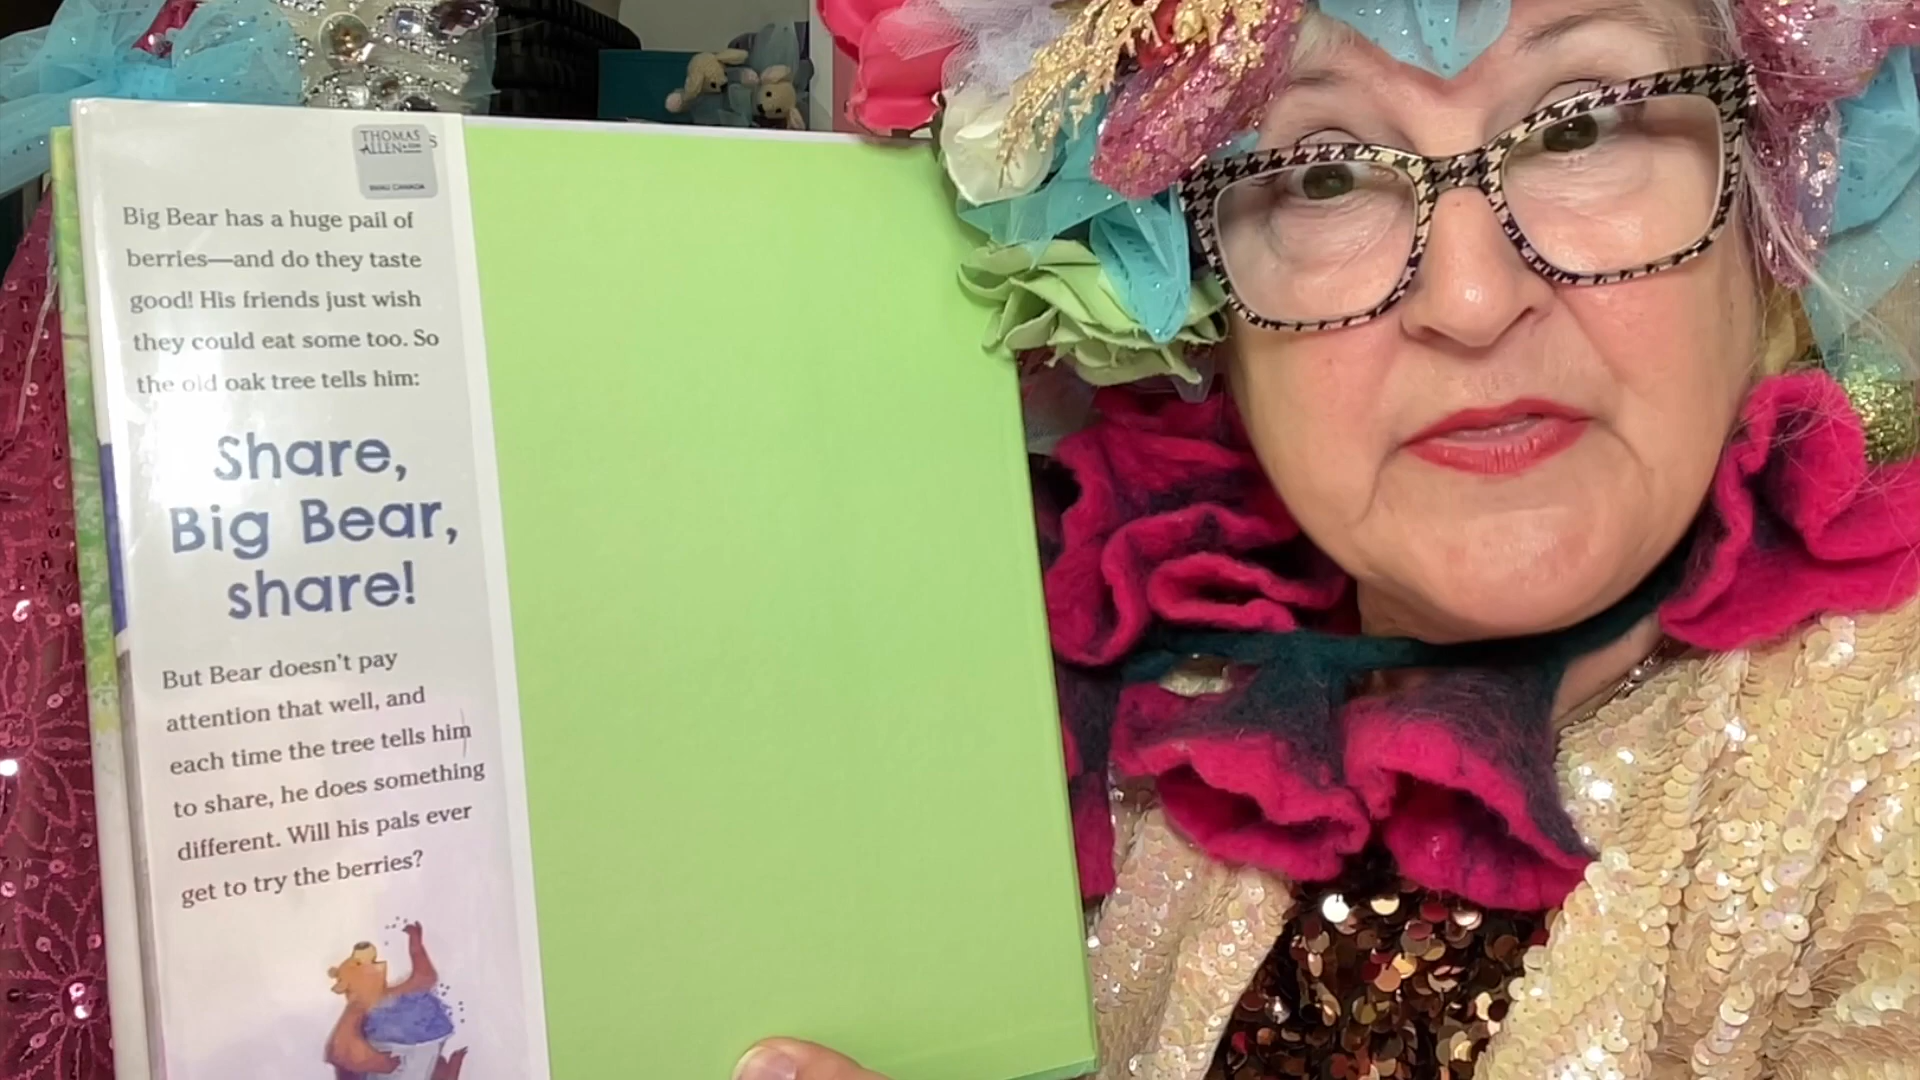 THOMAS
ALLEN
Big Bear has a huge pail of
berries—and do they taste
good! His friends just wish
they could eat some too. So
the old oak tree tells him:
Share,
Big Bear,
share!
But Bear doesn't pay
attention that well, and
each time the tree tells him
to share, he does something
different. Will his pals ever
get to try the berries?